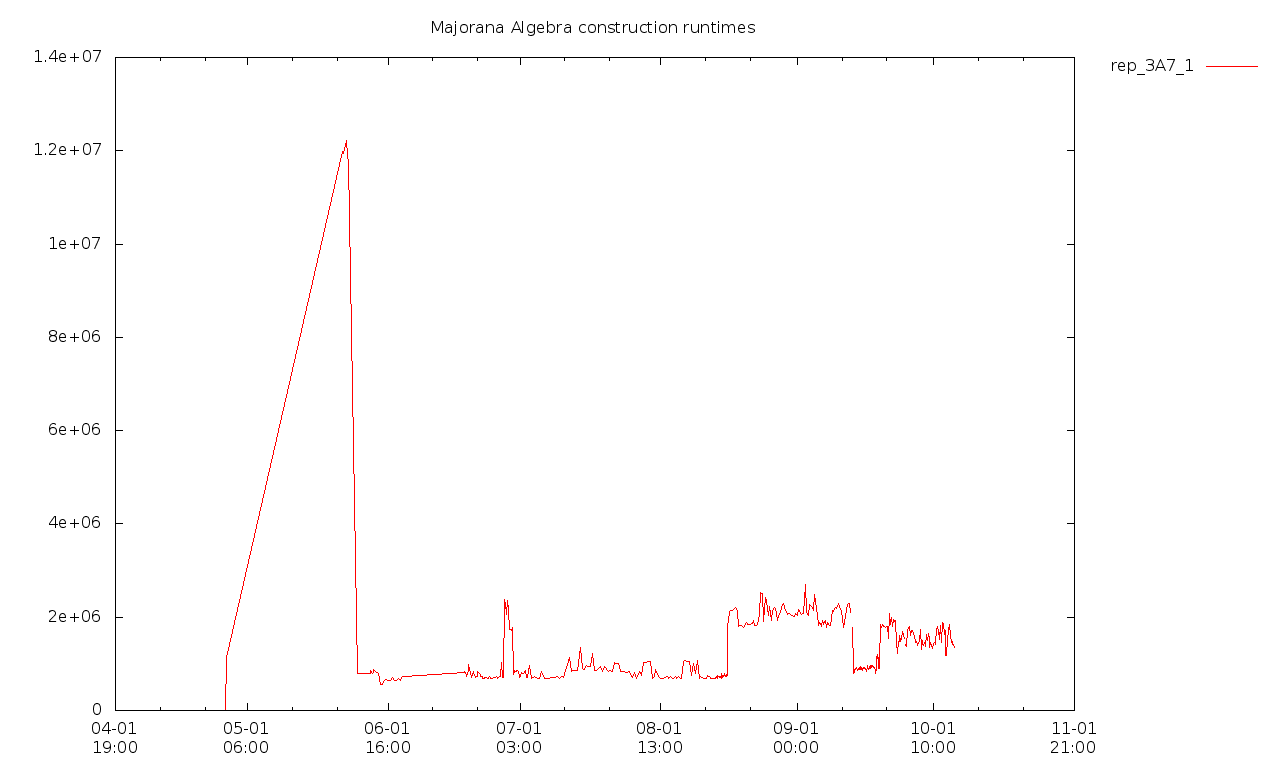 Majorana Algebra construction runtimes
rep_3A7_1
1.4e+07
1.2e+07
1e+07
8e+06
6e+06
4e+06
2e+06
0
04-01 05-01 06-01 07-01 08-01 09-01 10-01 11-01
19:00 06:00 16:00 03:00 13:00 00:00 10:00 21:00